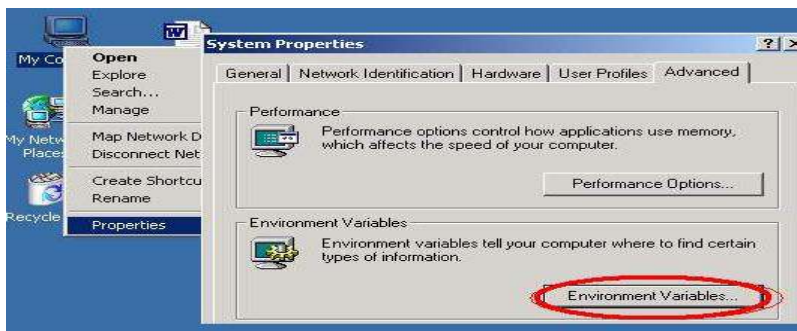 My Co
My Netw
Place
Recycle
Open
Explore
Search...
Manage
Map Network D
Disconnect Net
Create Shortcu
Rename
Properties
System Properties
General Network Identification Hardware User Profiles Advanced
Performance
Performance options control how applications use memory,
which affects the speed of your computer.
Performance Options...
Environment Variables
Environment variables tell your computer where to find certain
types of information.
Environment Variables...